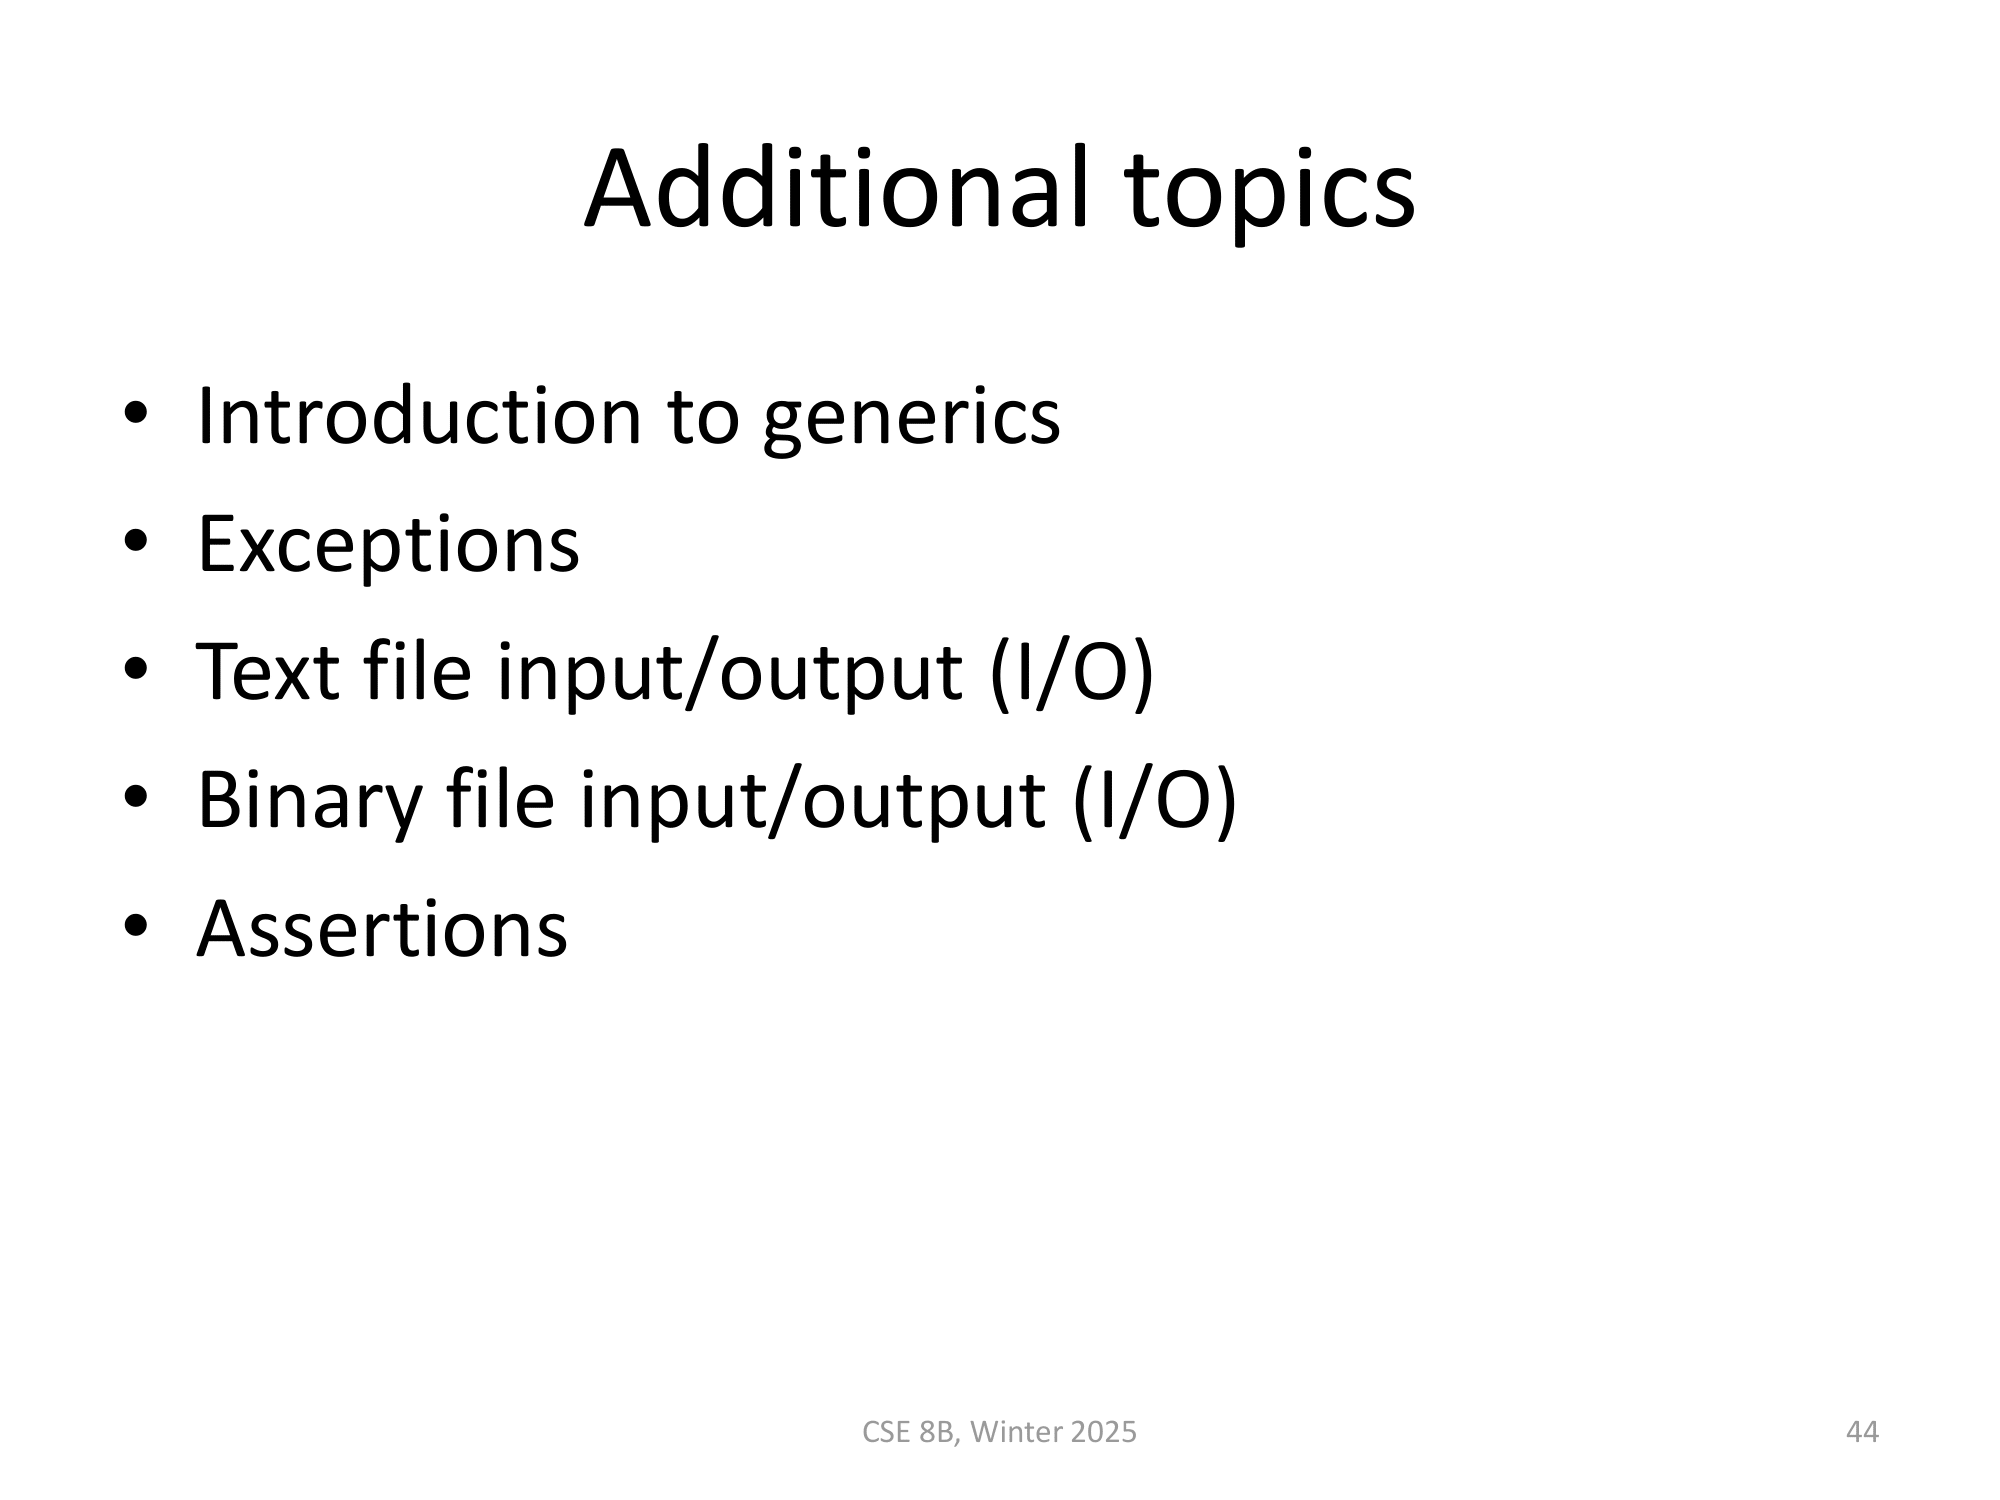 Additional topics
• Introduction to generics
• Exceptions
• Text file input/output (I/O)
• Binary file input/output (I/O)
• Assertions
CSE 8B, Winter 2025
44